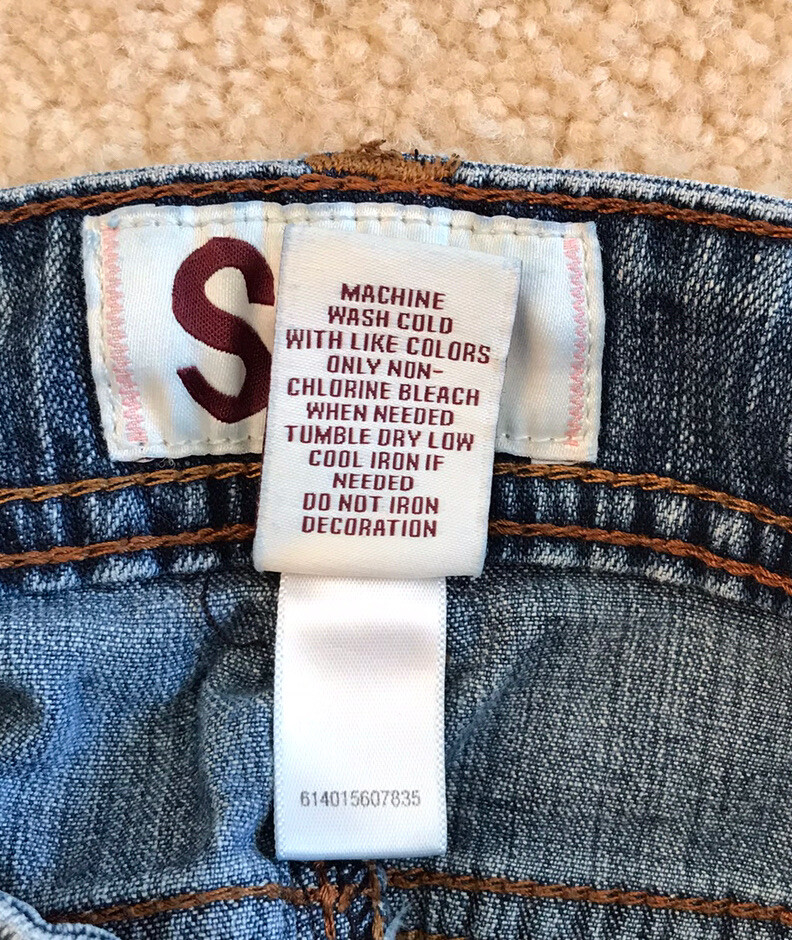 S
MACHINE
WASH COLD
WITH LIKE COLORS
ONLY NON-
CHLORINE BLEACH
WHEN NEEDED
TUMBLE DRY LOW
COOL IRON IF
NEEDED
DO NOT IRON
DECORATION
614015607835